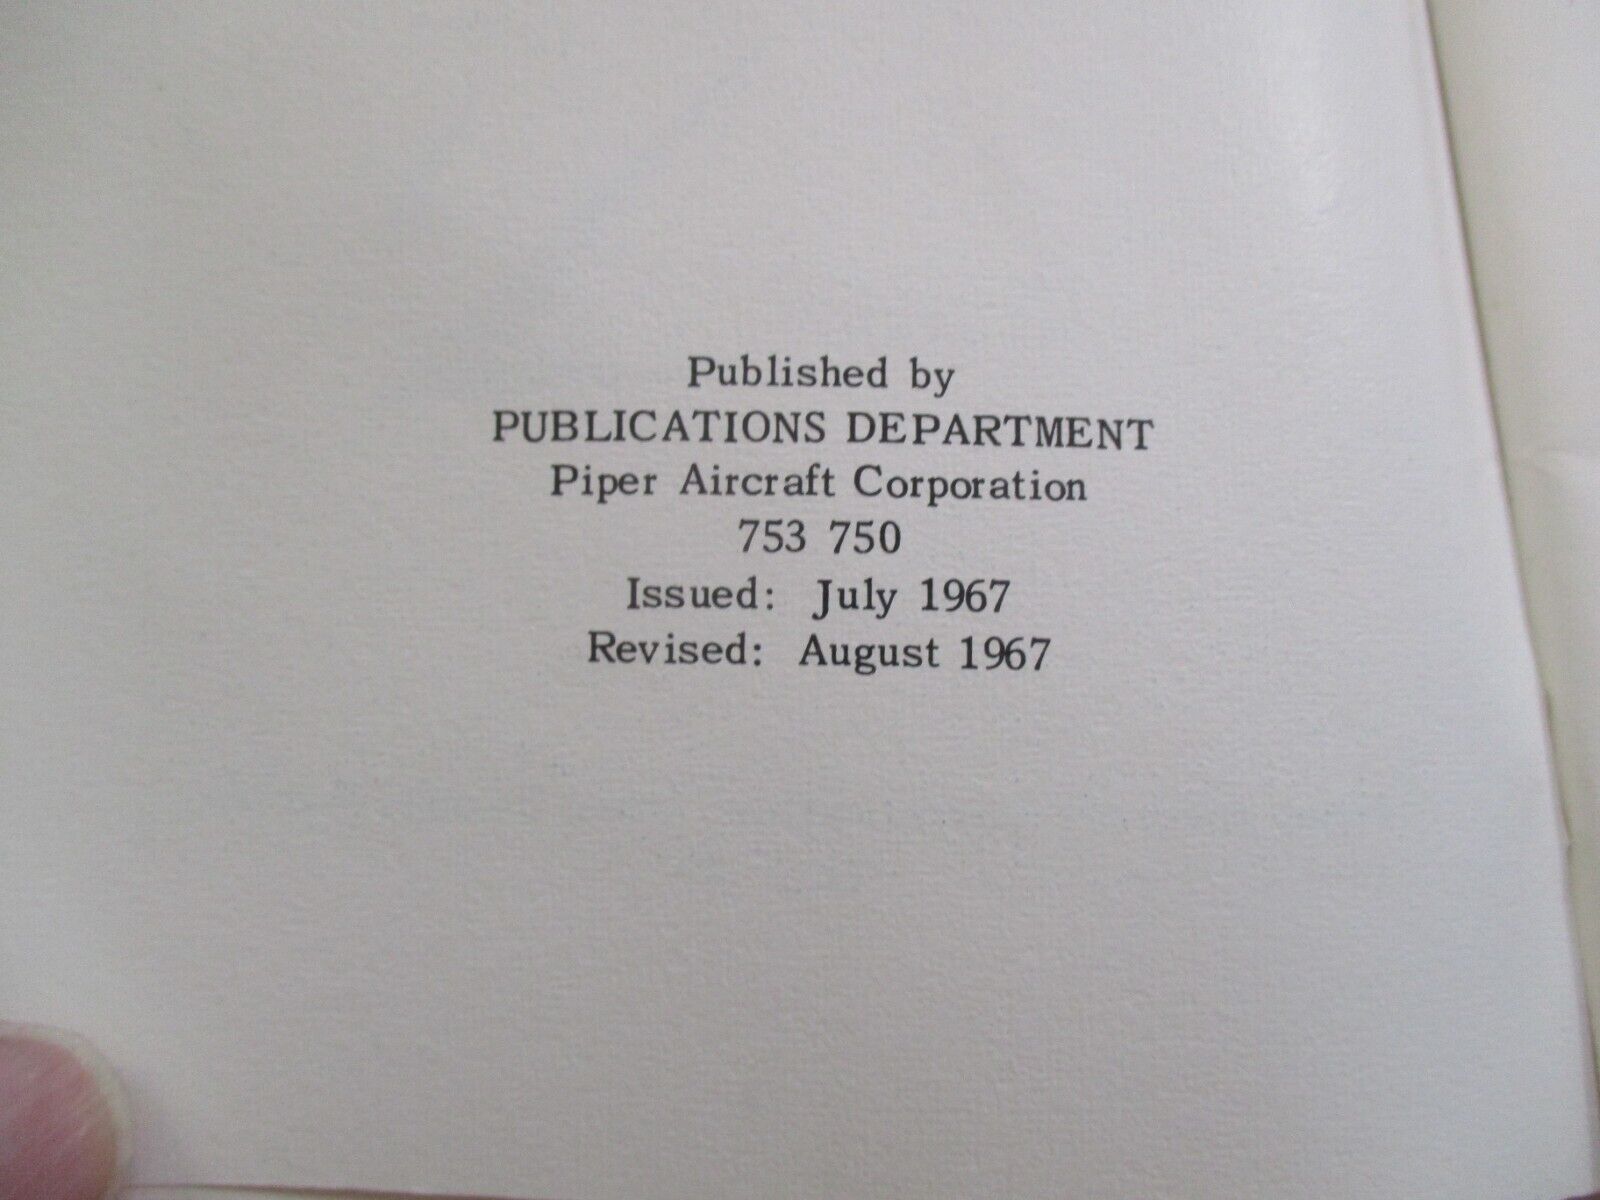 Published by
PUBLICATIONS DEPARTMENT
Piper Aircraft Corporation
753 750
Issued: July 1967
Revised: August 1967